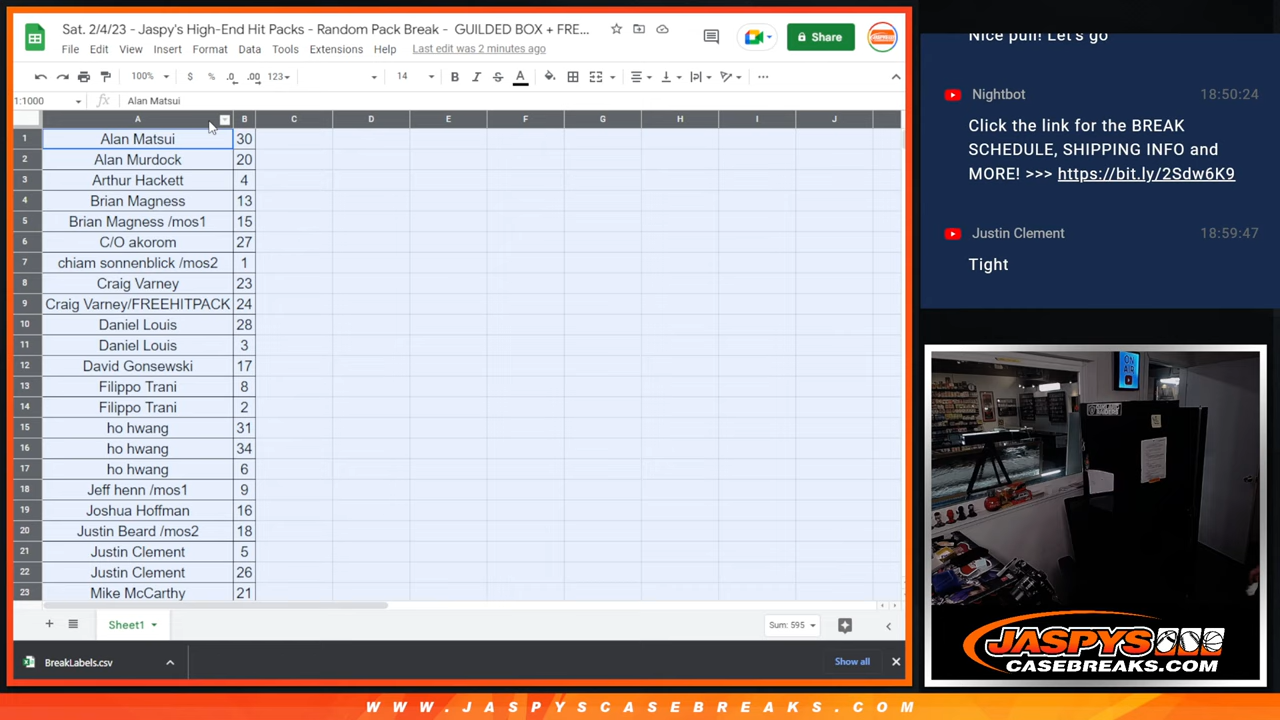 Sat. 2/4/23 - Jaspy's High-End Hit Packs - Random Pack Break - GUILDED BOX + FRE...
File Edit View Insert Format Data Tools Extensions Help Last edit was 2 minutes ago
Share
100% $ % .0 .00 123 14 B I S A
1:1000 fx Alan Matsui
A B C D E F G H I J
1 Alan Matsui 30
2 Alan Murdock 20
3 Arthur Hackett 4
4 Brian Magness 13
5 Brian Magness /mos1 15
6 C/O akorom 27
7 chiam sonnenblick /mos2 1
8 Craig Varney 23
9 Craig Varney/FREEHITPACK 24
10 Daniel Louis 28
11 Daniel Louis 3
12 David Gonsewski 17
13 Filippo Trani 8
14 Filippo Trani 2
15 ho hwang 31
16 ho hwang 34
17 ho hwang 6
18 Jeff henn /mos1 9
19 Joshua Hoffman 16
20 Justin Beard /mos2 18
21 Justin Clement 5
22 Justin Clement 26
23 Mike McCarthy 21
Sheet1
Sum: 595
BreakLabels.csv
Show all
Nice pull! Let's go
Nightbot 18:50:24
Click the link for the BREAK
SCHEDULE, SHIPPING INFO and
MORE! >>> https://bit.ly/2Sdw6K9
Justin Clement 18:59:47
Tight
ON
AIR
JASPYS
CASEBREAKS.COM
WWW.JASPYSCASEBREAKS.COM